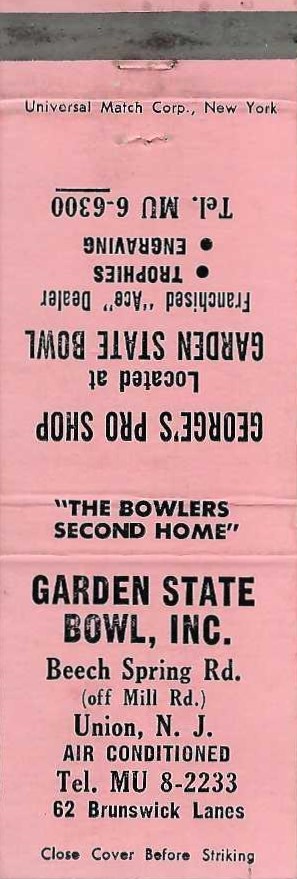 Universal Match Corp., New York
GEORGE'S PRO SHOP
Located at
GARDEN STATE BOWL
Franchised "Ace" Dealer
• TROPHIES
• ENGRAVING
Tel. MU 6-6300
"THE BOWLERS
SECOND HOME"
GARDEN STATE
BOWL, INC.
Beech Spring Rd.
(off Mill Rd.)
Union, N. J.
AIR CONDITIONED
Tel. MU 8-2233
62 Brunswick Lanes
Close Cover Before Striking